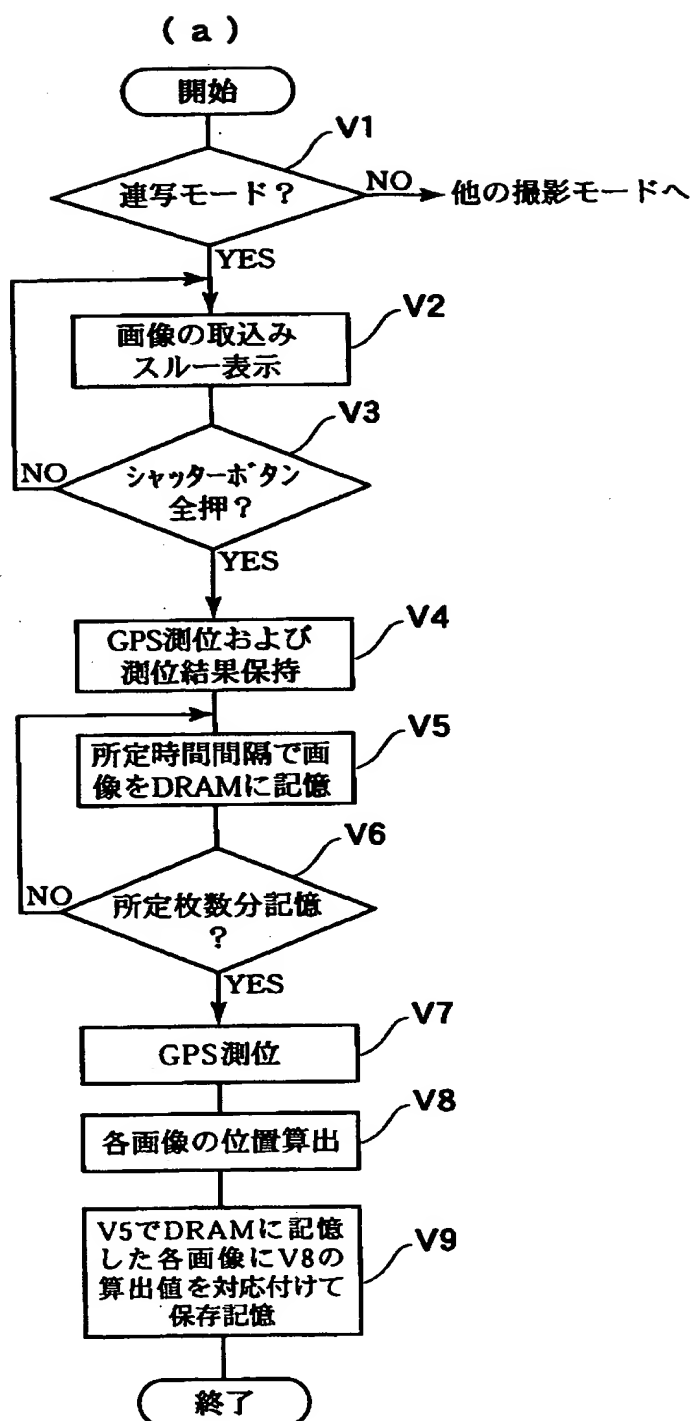 (a)
開始
V1
連写モード?
NO
他の撮影モードへ
YES
V2
画像の取込み
スルー表示
V3
シャッターボタン
全押?
NO
YES
V4
GPS測位および
測位結果保持
V5
所定時間間隔で画
像をDRAMに記憶
V6
所定枚数分記憶
?
NO
YES
V7
GPS測位
V8
各画像の位置算出
V9
V5でDRAMに記憶
した各画像にV8の
算出値を対応付けて
保存記憶
終了